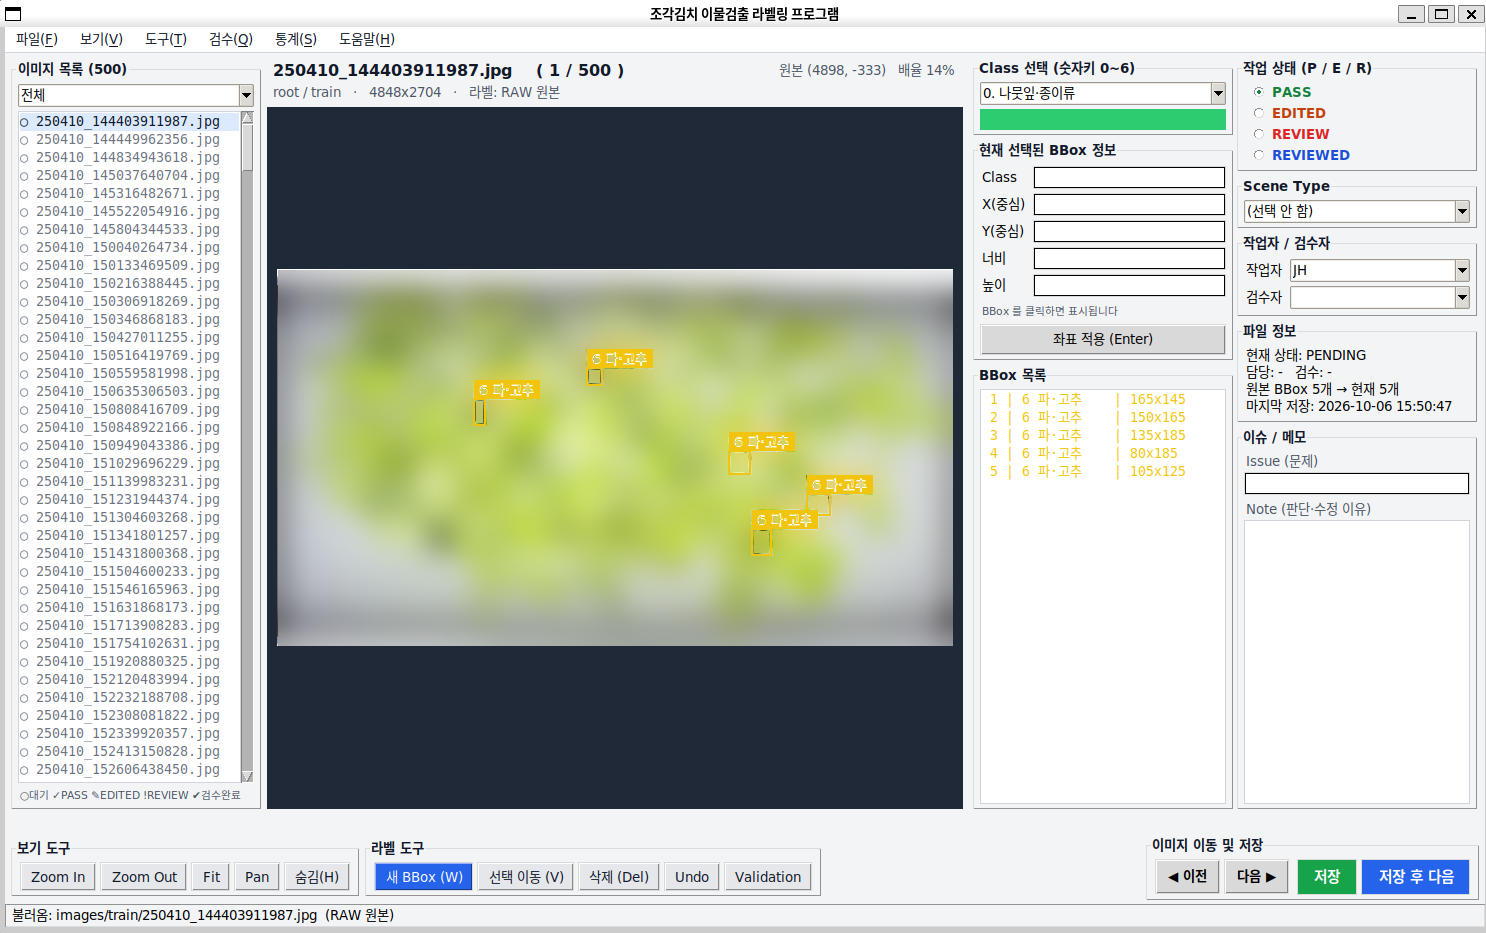 조각김치 이물검출 라벨링 프로그램
파일(F) 보기(V) 도구(T) 검수(Q) 통계(S) 도움말(H)
이미지 목록 (500)
전체
○ 250410_144403911987.jpg
○ 250410_144449962356.jpg
○ 250410_144834943618.jpg
○ 250410_145037640704.jpg
○ 250410_145316482671.jpg
○ 250410_145522054916.jpg
○ 250410_145804344533.jpg
○ 250410_150040264734.jpg
○ 250410_150133469509.jpg
○ 250410_150216388445.jpg
○ 250410_150306918269.jpg
○ 250410_150346868183.jpg
○ 250410_150427011255.jpg
○ 250410_150516419769.jpg
○ 250410_150559581998.jpg
○ 250410_150635306503.jpg
○ 250410_150808416709.jpg
○ 250410_150848922166.jpg
○ 250410_150949043386.jpg
○ 250410_151029696229.jpg
○ 250410_151139983231.jpg
○ 250410_151231944374.jpg
○ 250410_151304603268.jpg
○ 250410_151341801257.jpg
○ 250410_151431800368.jpg
○ 250410_151504600233.jpg
○ 250410_151546165963.jpg
○ 250410_151631868173.jpg
○ 250410_151713908283.jpg
○ 250410_151754102631.jpg
○ 250410_151920880325.jpg
○ 250410_152120483994.jpg
○ 250410_152232188708.jpg
○ 250410_152308081822.jpg
○ 250410_152339920357.jpg
○ 250410_152413150828.jpg
○ 250410_152606438450.jpg
○대기 ✓PASS ✎EDITED !REVIEW ✔검수완료
250410_144403911987.jpg ( 1 / 500 )
원본 (4898, -333) 배율 14%
root / train · 4848x2704 · 라벨: RAW 원본
6 파·고추
6 파·고추
6 파·고추
6 파·고추
6 파·고추
Class 선택 (숫자키 0~6)
0. 나뭇잎·종이류
현재 선택된 BBox 정보
Class
X(중심)
Y(중심)
너비
높이
BBox 를 클릭하면 표시됩니다
좌표 적용 (Enter)
BBox 목록
1 | 6 파·고추 | 165x145
2 | 6 파·고추 | 150x165
3 | 6 파·고추 | 135x185
4 | 6 파·고추 | 80x185
5 | 6 파·고추 | 105x125
작업 상태 (P / E / R)
PASS
EDITED
REVIEW
REVIEWED
Scene Type
(선택 안 함)
작업자 / 검수자
작업자 JH
검수자
파일 정보
현재 상태: PENDING
담당: - 검수: -
원본 BBox 5개 → 현재 5개
마지막 저장: 2026-10-06 15:50:47
이슈 / 메모
Issue (문제)
Note (판단·수정 이유)
보기 도구
Zoom In Zoom Out Fit Pan 숨김(H)
라벨 도구
새 BBox (W) 선택 이동 (V) 삭제 (Del) Undo Validation
이미지 이동 및 저장
◀ 이전 다음 ▶ 저장 저장 후 다음
불러옴: images/train/250410_144403911987.jpg (RAW 원본)